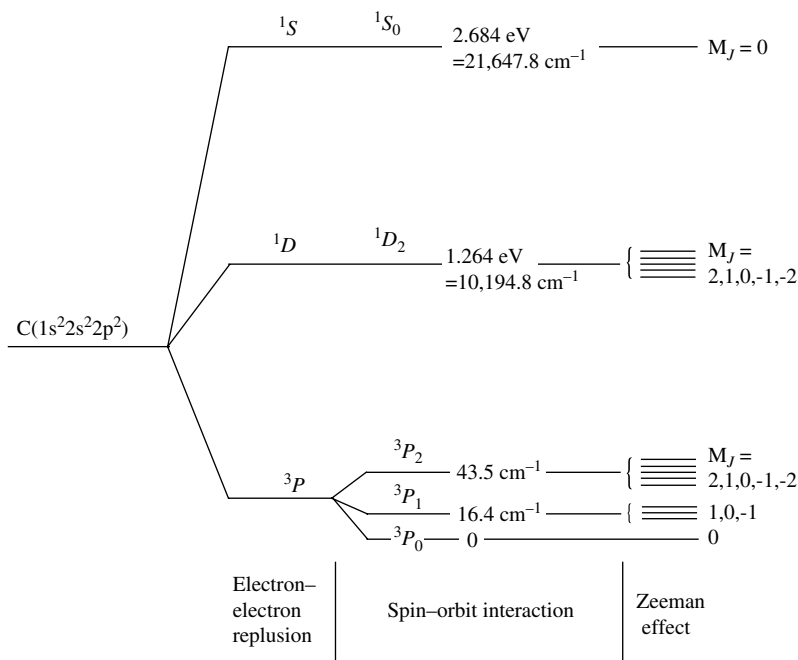 ¹S ¹S₀ 2.684 eV
=21,647.8 cm⁻¹
M_J = 0
¹D ¹D₂ 1.264 eV
=10,194.8 cm⁻¹
M_J =
2,1,0,-1,-2
C(1s²2s²2p²)
³P
³P₂ 43.5 cm⁻¹
M_J =
2,1,0,-1,-2
³P₁ 16.4 cm⁻¹ 1,0,-1
³P₀ 0 0
Electron–
electron
replusion
Spin–orbit interaction
Zeeman
effect